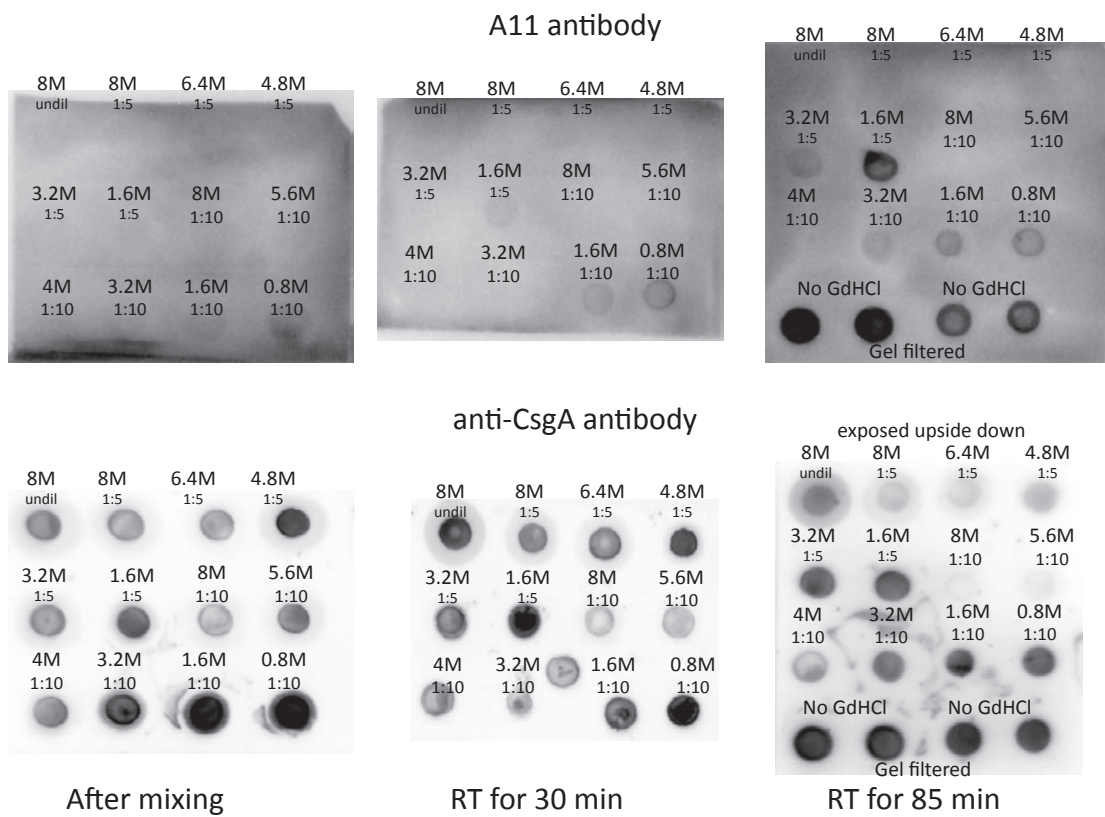 A11 antibody
8M 8M 6.4M 4.8M
undil 1:5 1:5 1:5
3.2M 1.6M 8M 5.6M
1:5 1:5 1:10 1:10
4M 3.2M 1.6M 0.8M
1:10 1:10 1:10 1:10
8M 8M 6.4M 4.8M
undil 1:5 1:5 1:5
3.2M 1.6M 8M 5.6M
1:5 1:5 1:10 1:10
4M 3.2M 1.6M 0.8M
1:10 1:10 1:10 1:10
8M 8M 6.4M 4.8M
undil 1:5 1:5 1:5
3.2M 1.6M 8M 5.6M
1:5 1:5 1:10 1:10
4M 3.2M 1.6M 0.8M
1:10 1:10 1:10 1:10
No GdHCl No GdHCl
Gel filtered
anti-CsgA antibody
8M 8M 6.4M 4.8M
undil 1:5 1:5 1:5
3.2M 1.6M 8M 5.6M
1:5 1:5 1:10 1:10
4M 3.2M 1.6M 0.8M
1:10 1:10 1:10 1:10
8M 8M 6.4M 4.8M
undil 1:5 1:5 1:5
3.2M 1.6M 8M 5.6M
1:5 1:5 1:10 1:10
4M 3.2M 1.6M 0.8M
1:10 1:10 1:10 1:10
exposed upside down
8M 8M 6.4M 4.8M
undil 1:5 1:5 1:5
3.2M 1.6M 8M 5.6M
1:5 1:5 1:10 1:10
4M 3.2M 1.6M 0.8M
1:10 1:10 1:10 1:10
No GdHCl No GdHCl
Gel filtered
After mixing
RT for 30 min
RT for 85 min